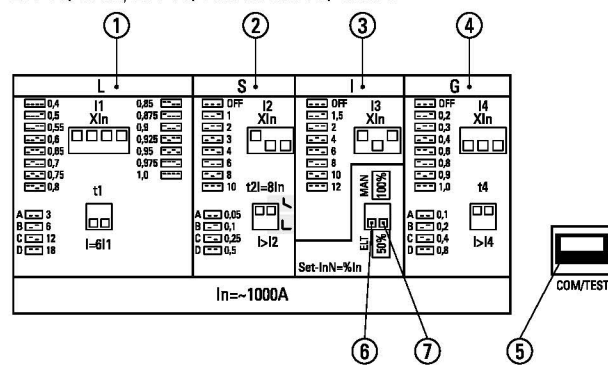 1
2
3
4
L
S
I
G
0,4
0,5
0,55
0,6
0,65
0,7
0,75
0,8
I1
XIn
0,85
0,875
0,9
0,925
0,95
0,975
1,0
t1
A 3
B 6
C 12
D 18
I=6I1
OFF
1
2
3
4
6
8
10
I2
XIn
t2I=8In
A 0,05
B 0,1
C 0,25
D 0,5
I>I2
OFF
1,5
2
4
6
8
10
12
I3
XIn
MAN
100%
ELT
50%
Set-InN=%In
OFF
0,2
0,3
0,4
0,6
0,8
0,9
1,0
I4
XIn
t4
A 0,1
B 0,2
C 0,4
D 0,8
I>I4
In=~1000A
COM/TEST
6
7
5